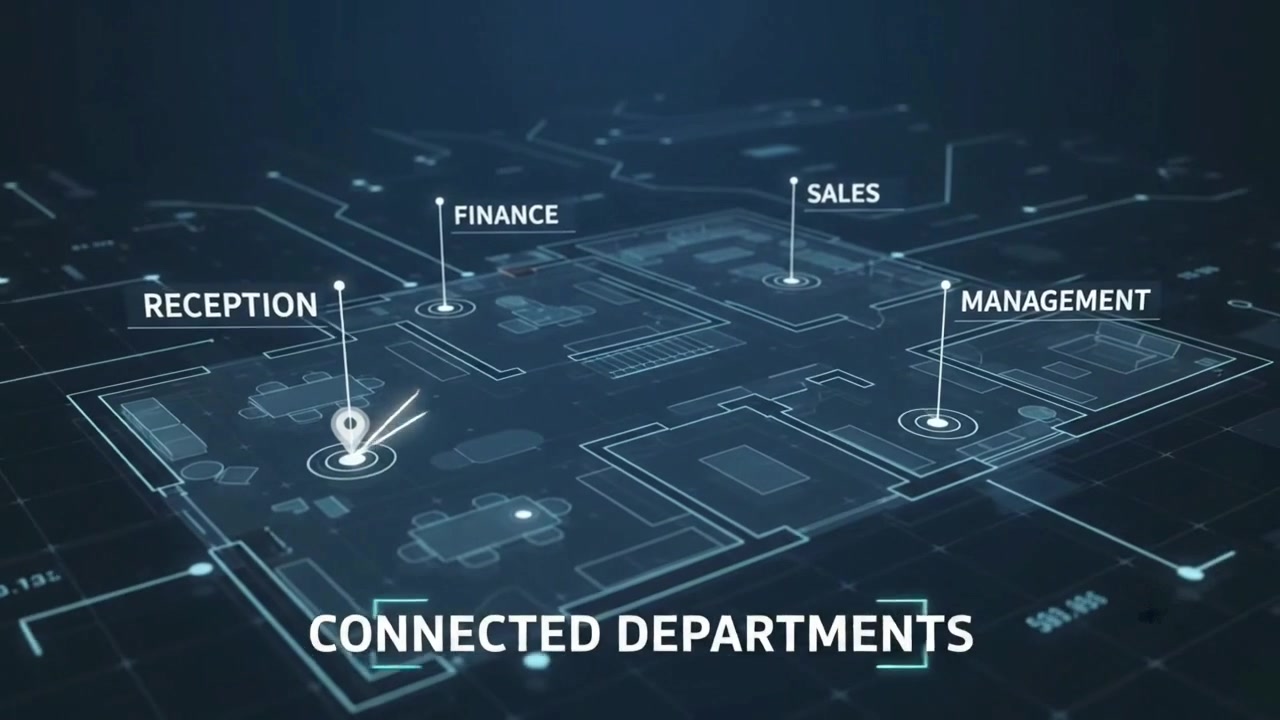 SALES
FINANCE
RECEPTION
MANAGEMENT
CONNECTED DEPARTMENTS